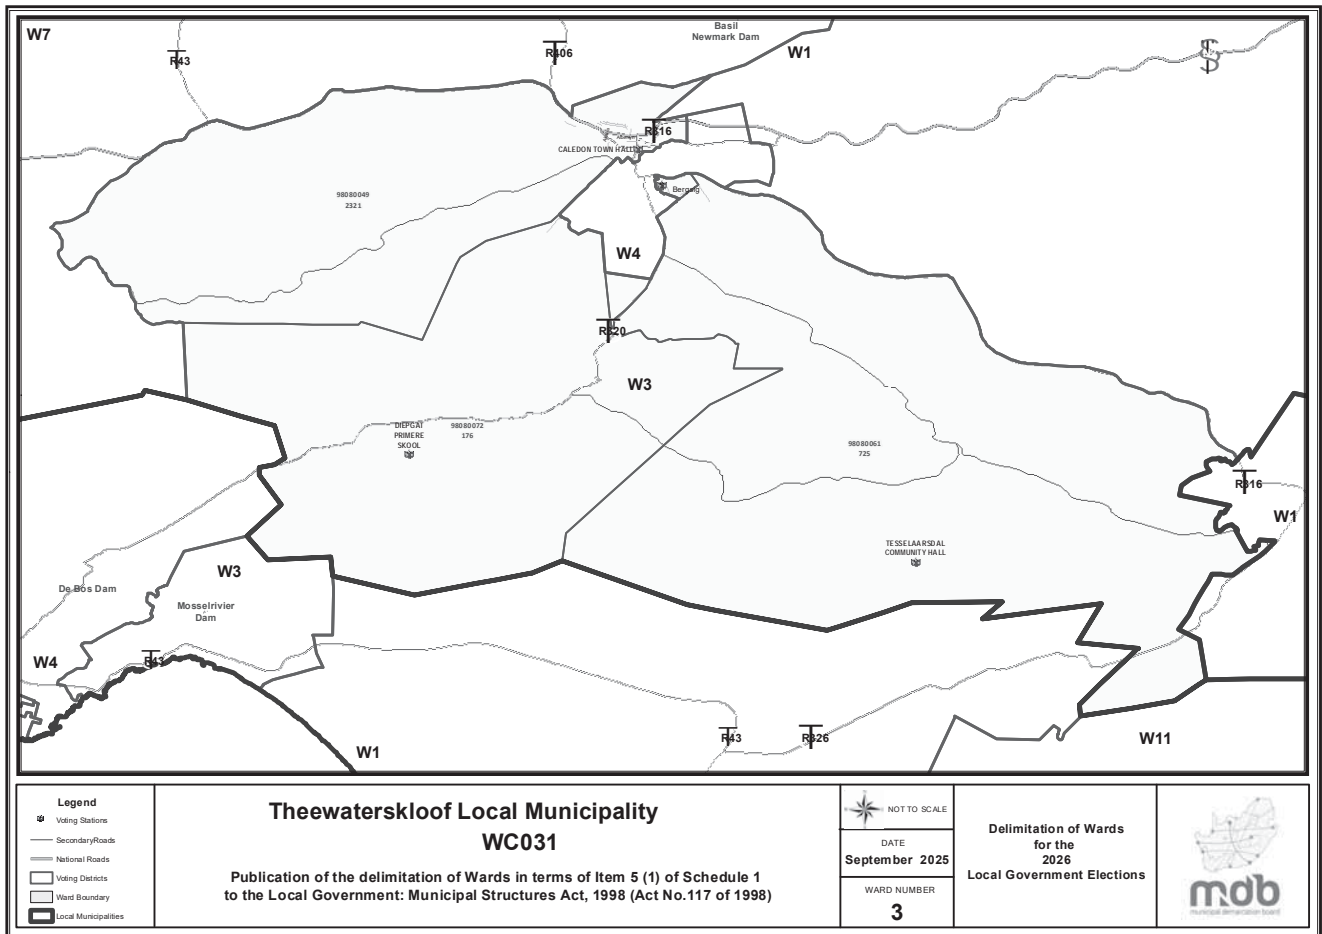 W7
R43
R406
Basil
Newmark Dam
W1
R316
CALEDON TOWN HALL
Bergsig
98080049
2321
W4
R320
W3
DIEPGAT
PRIMERE
SKOOL
98080072
176
98080061
725
R316
W1
TESSELAARSDAL
COMMUNITY HALL
W3
De Bos Dam
Mosselrivier
Dam
W4
R43
W1
R43
R326
W11
Legend
Voting Stations
SecondaryRoads
National Roads
Voting Districts
Ward Boundary
Local Municipalities
Theewaterskloof Local Municipality
WC031
Publication of the delimitation of Wards in terms of Item 5 (1) of Schedule 1
to the Local Government: Municipal Structures Act, 1998 (Act No.117 of 1998)
NOT TO SCALE
DATE
September 2025
WARD NUMBER
3
Delimitation of Wards
for the
2026
Local Government Elections
mdb
municipal demarcation board